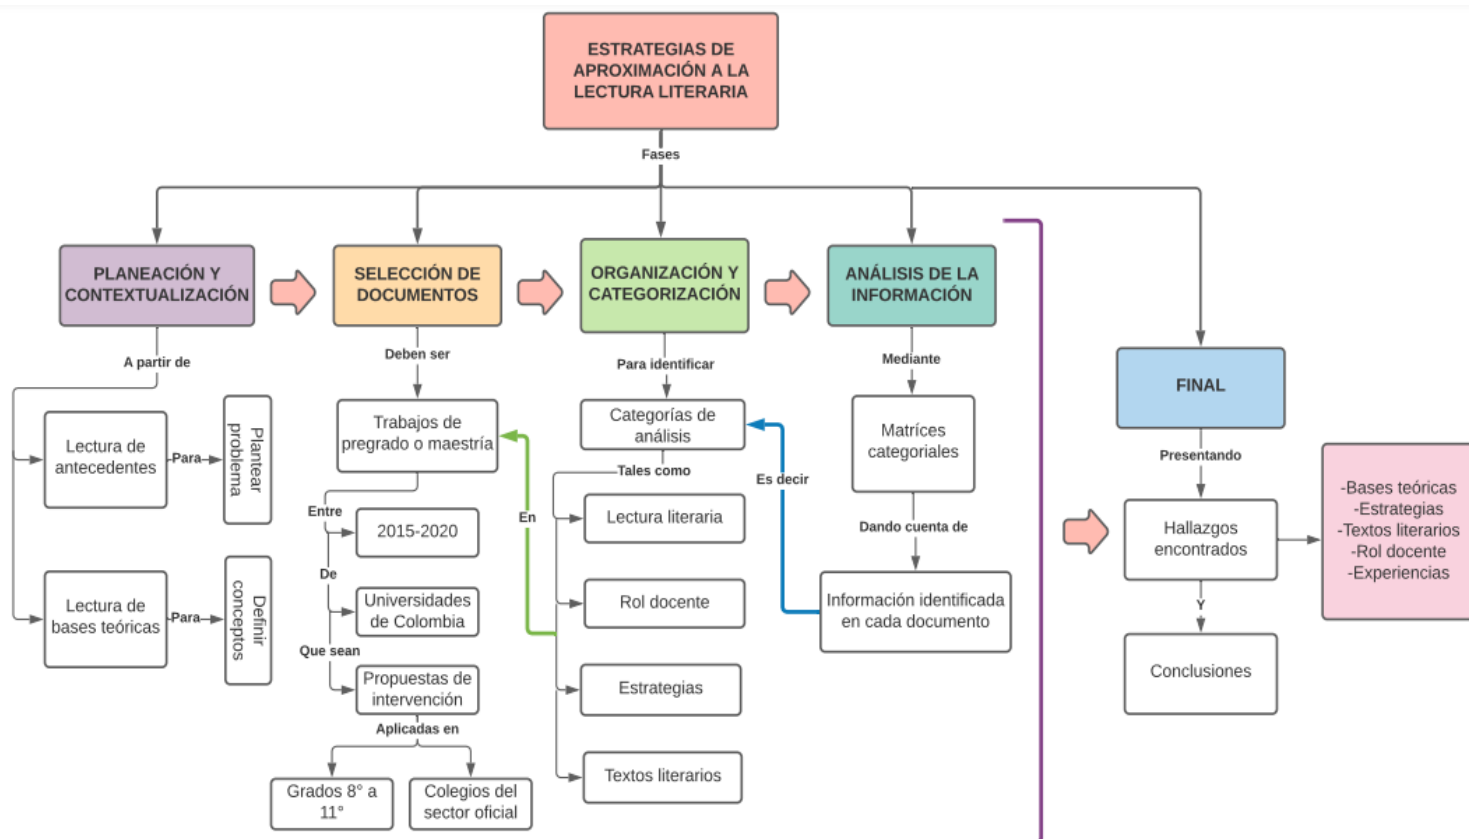 ESTRATEGIAS DE
APROXIMACIÓN A LA
LECTURA LITERARIA
Fases
PLANEACIÓN Y
CONTEXTUALIZACIÓN
A partir de
Lectura de
antecedentes
Para
Plantear
problema
Lectura de
bases teóricas
Para
Definir
conceptos
SELECCIÓN DE
DOCUMENTOS
Deben ser
Trabajos de
pregrado o maestría
Entre
2015-2020
De
Universidades
de Colombia
Que sean
Propuestas de
intervención
Aplicadas en
Grados 8° a
11°
Colegios del
sector oficial
En
ORGANIZACIÓN Y
CATEGORIZACIÓN
Para identificar
Categorías de
análisis
Tales como
Lectura literaria
Rol docente
Estrategias
Textos literarios
Es decir
ANÁLISIS DE LA
INFORMACIÓN
Mediante
Matríces
categoriales
Dando cuenta de
Información identificada
en cada documento
FINAL
Presentando
Hallazgos
encontrados
Y
Conclusiones
-Bases teóricas
-Estrategias
-Textos literarios
-Rol docente
-Experiencias